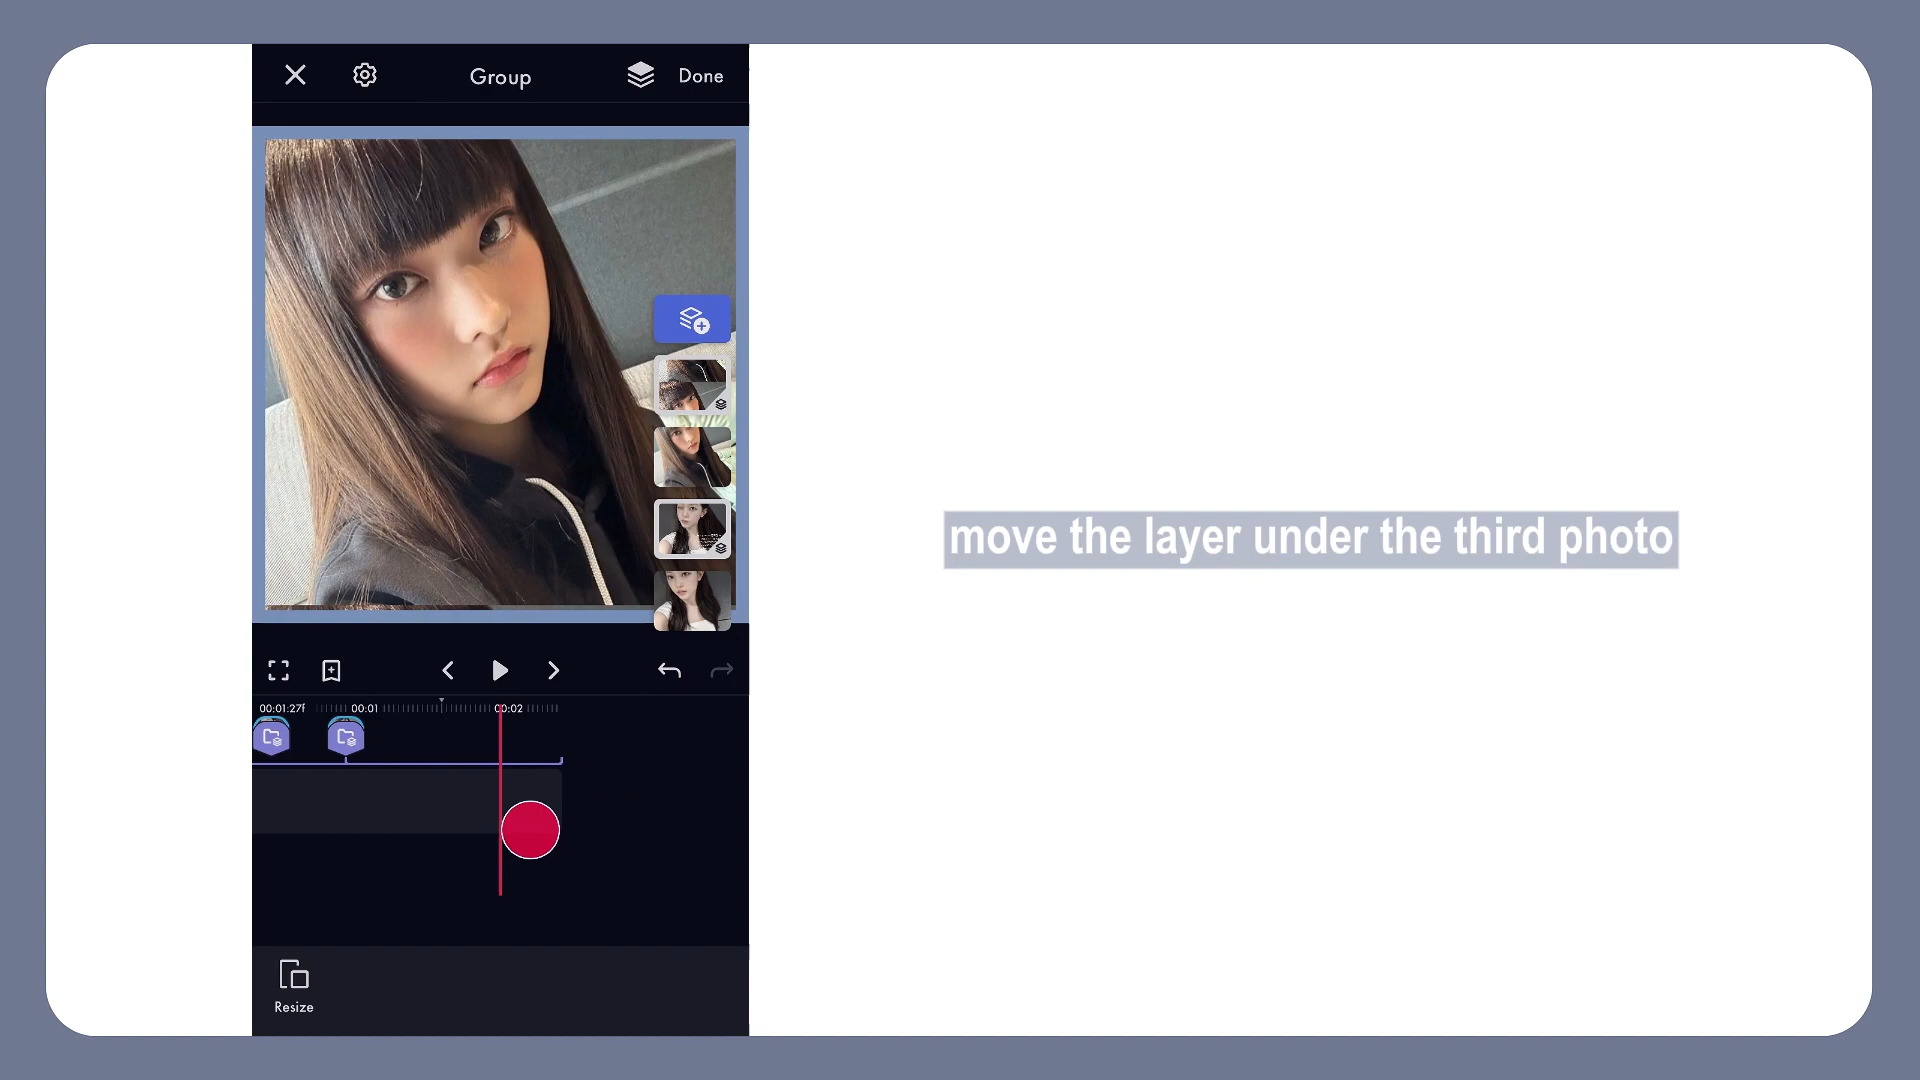 Group
Done
move the layer under the third photo
00:01:27f
00:01
00:02
Resize